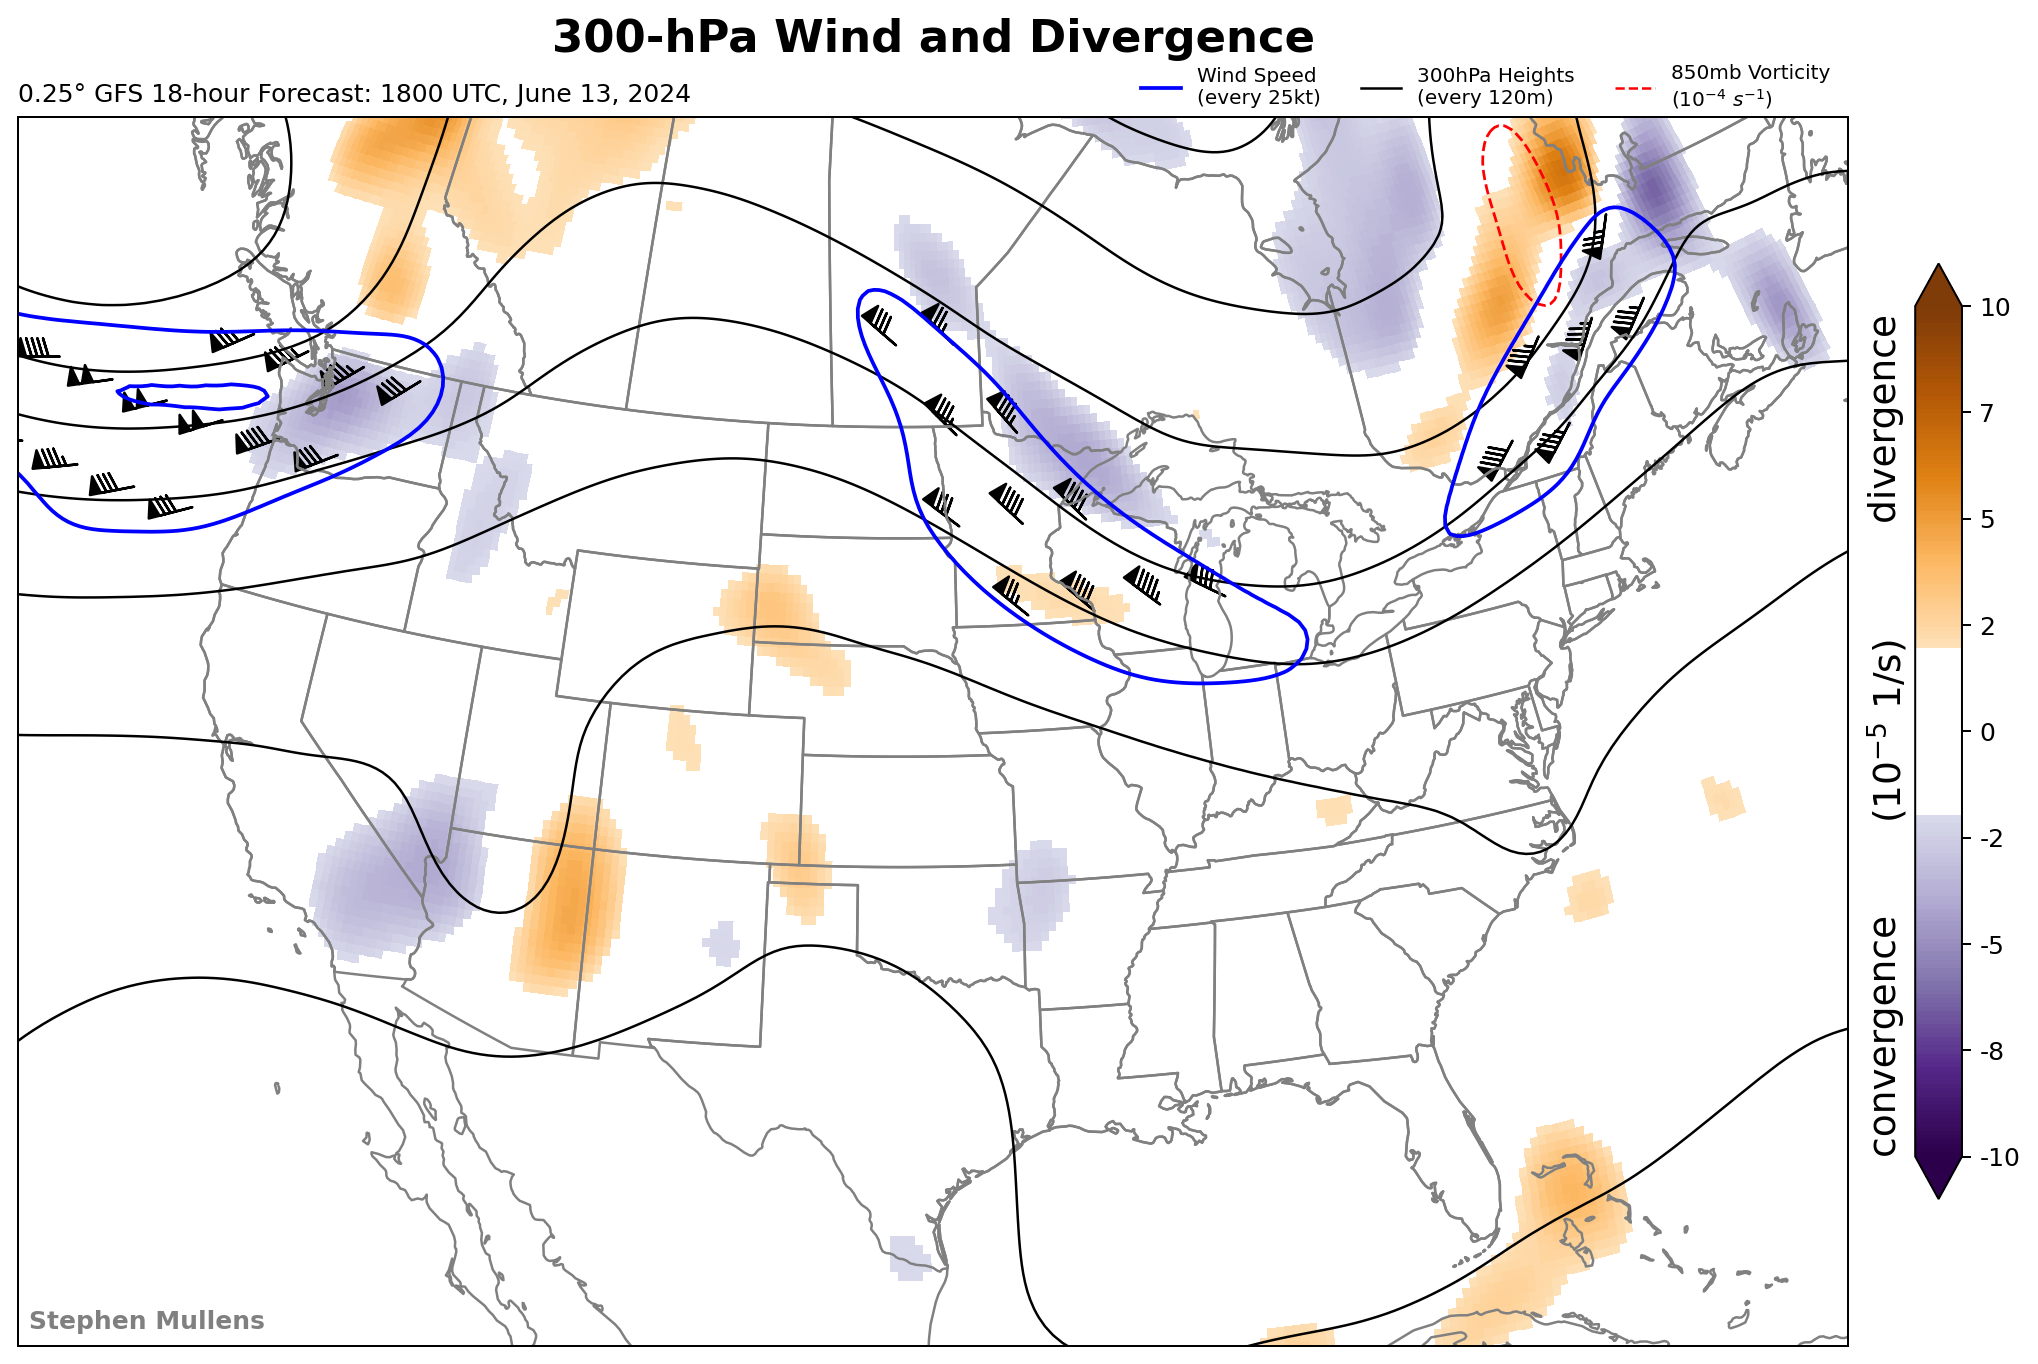 300-hPa Wind and Divergence
0.25° GFS 18-hour Forecast: 1800 UTC, June 13, 2024
Wind Speed
(every 25kt)
300hPa Heights
(every 120m)
850mb Vorticity
(10⁻⁴ s⁻¹)
10
7
5
2
0
-2
-5
-8
-10
convergence (10⁻⁵ 1/s) divergence
Stephen Mullens